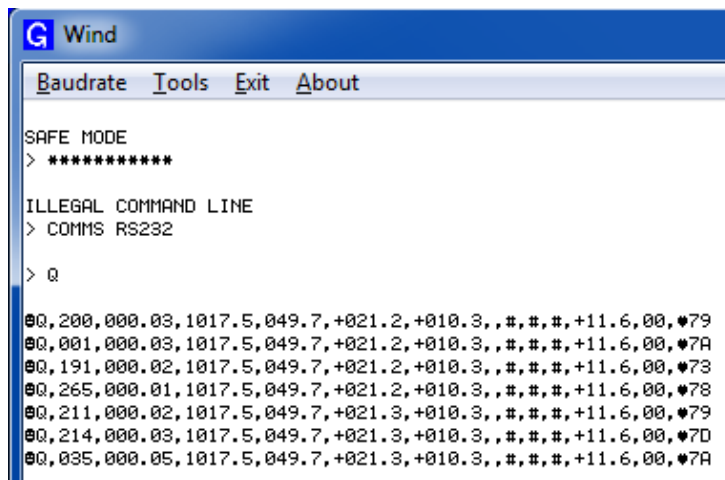 G Wind
Baudrate Tools Exit About
SAFE MODE
> ***********
ILLEGAL COMMAND LINE
> COMMS RS232
> Q
☻Q,200,000.03,1017.5,049.7,+021.2,+010.3,,#,#,#,+11.6,00,♥79
☻Q,001,000.03,1017.5,049.7,+021.2,+010.3,,#,#,#,+11.6,00,♥7A
☻Q,191,000.02,1017.5,049.7,+021.2,+010.3,,#,#,#,+11.6,00,♥73
☻Q,265,000.01,1017.5,049.7,+021.2,+010.3,,#,#,#,+11.6,00,♥78
☻Q,211,000.02,1017.5,049.7,+021.3,+010.3,,#,#,#,+11.6,00,♥79
☻Q,214,000.03,1017.5,049.7,+021.3,+010.3,,#,#,#,+11.6,00,♥7D
☻Q,035,000.05,1017.5,049.7,+021.3,+010.3,,#,#,#,+11.6,00,♥7A